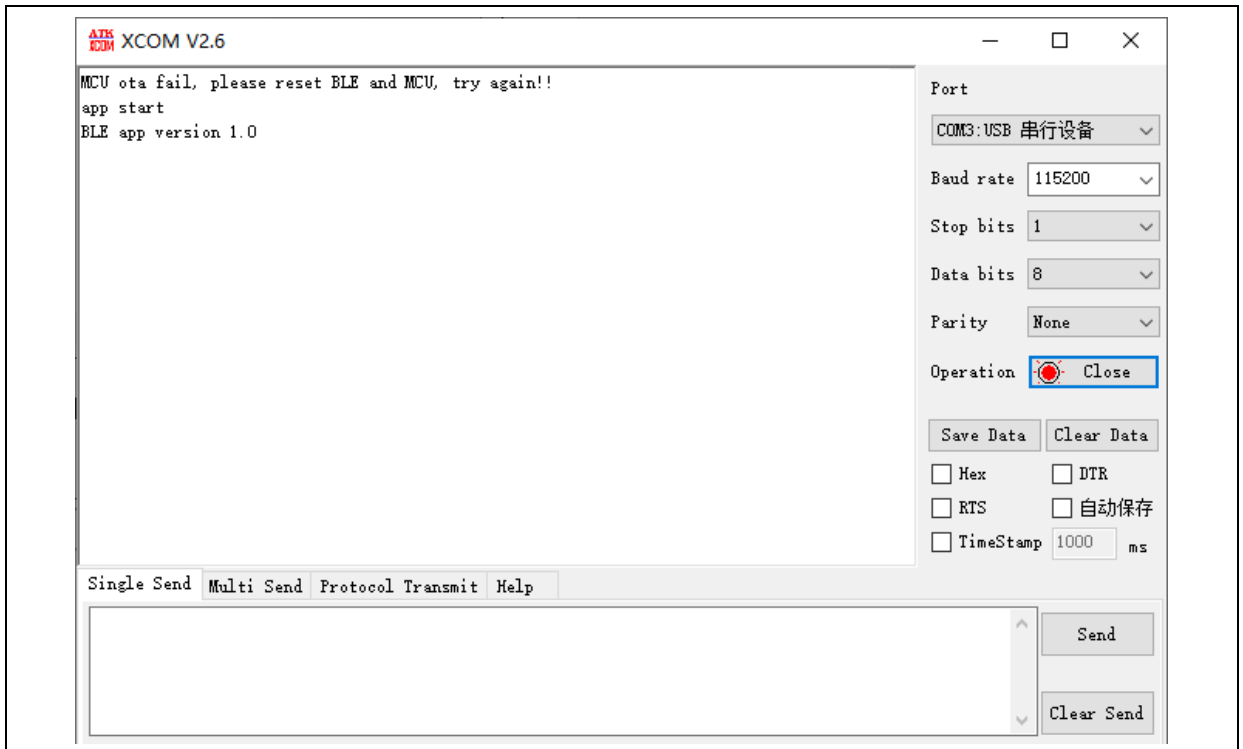 ATK
XCOM
XCOM V2.6
MCU ota fail, please reset BLE and MCU, try again!!
app start
BLE app version 1.0
Port
COM3:USB 串行设备
Baud rate 115200
Stop bits 1
Data bits 8
Parity None
Operation Close
Save Data Clear Data
Hex DTR
RTS 自动保存
TimeStamp 1000 ms
Single Send Multi Send Protocol Transmit Help
Send
Clear Send